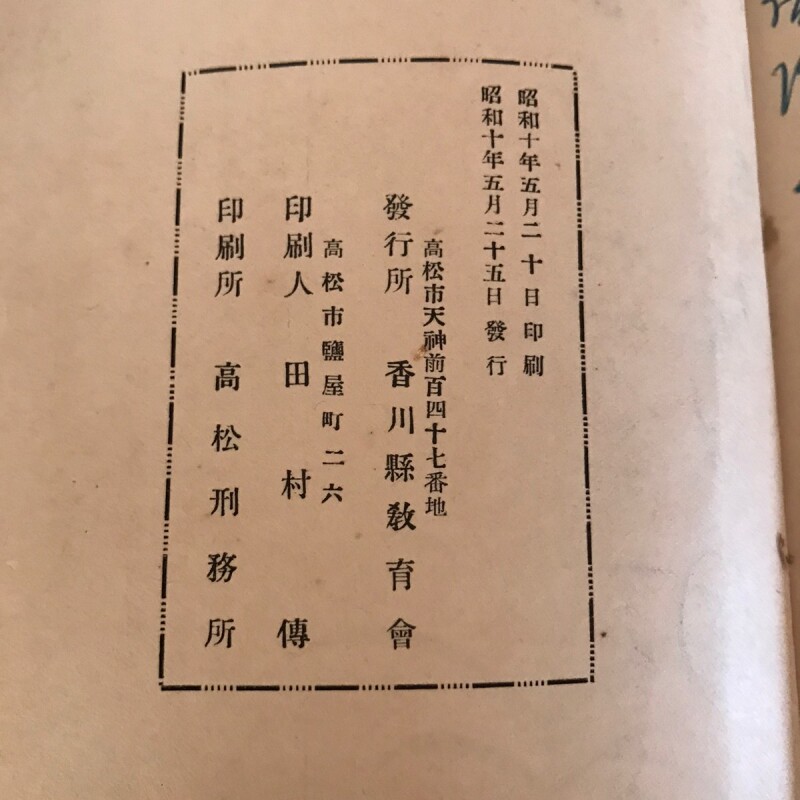 昭和十年五月二十日印刷
昭和十年五月二十五日發行
高松市天神前百四十七番地
發行所 香川縣敎育會
高松市鹽屋町二六
印刷人 田村傳
印刷所 高松刑務所